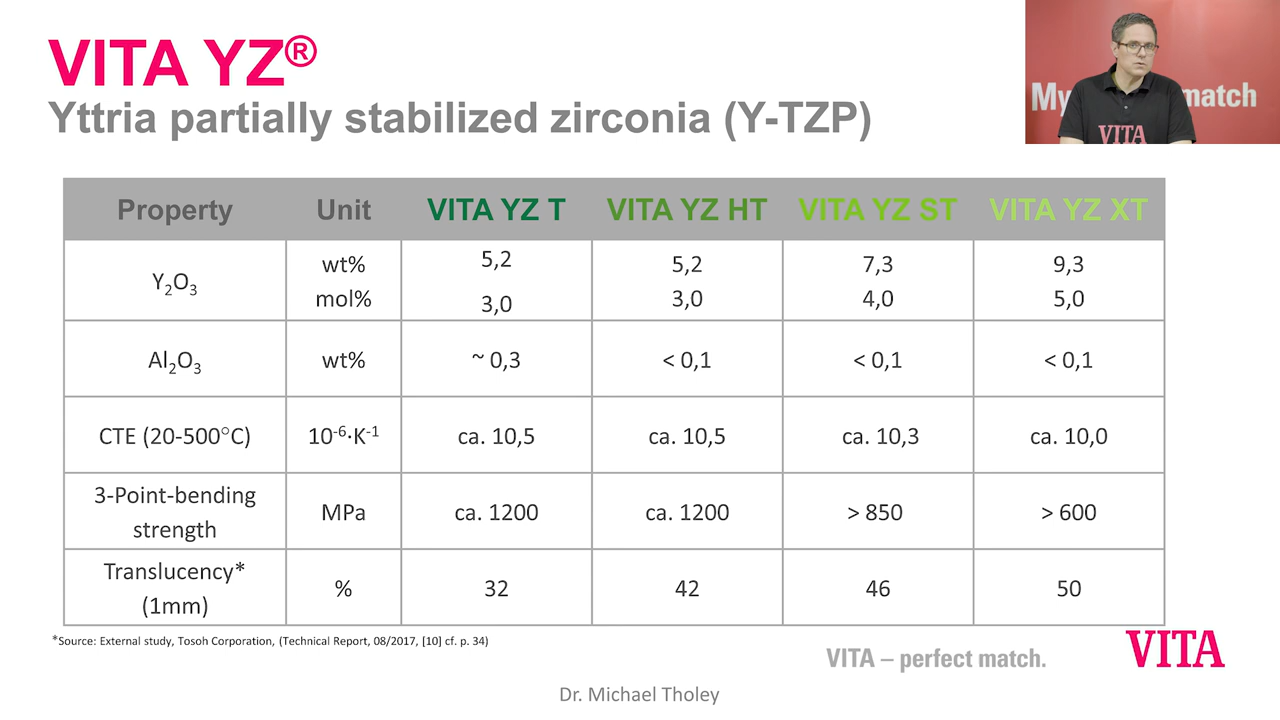 VITA YZ®
Yttria partially stabilized zirconia (Y-TZP)
My match
VITA
Property Unit VITA YZ T VITA YZ HT VITA YZ ST VITA YZ XT
Y₂O₃ wt% 5,2 5,2 7,3 9,3
mol% 3,0 3,0 4,0 5,0
Al₂O₃ wt% ~ 0,3 < 0,1 < 0,1 < 0,1
CTE (20-500°C) 10⁻⁶·K⁻¹ ca. 10,5 ca. 10,5 ca. 10,3 ca. 10,0
3-Point-bending
strength MPa ca. 1200 ca. 1200 > 850 > 600
Translucency*
(1mm) % 32 42 46 50
*Source: External study, Tosoh Corporation, (Technical Report, 08/2017, [10] cf. p. 34)
VITA – perfect match.
VITA
Dr. Michael Tholey